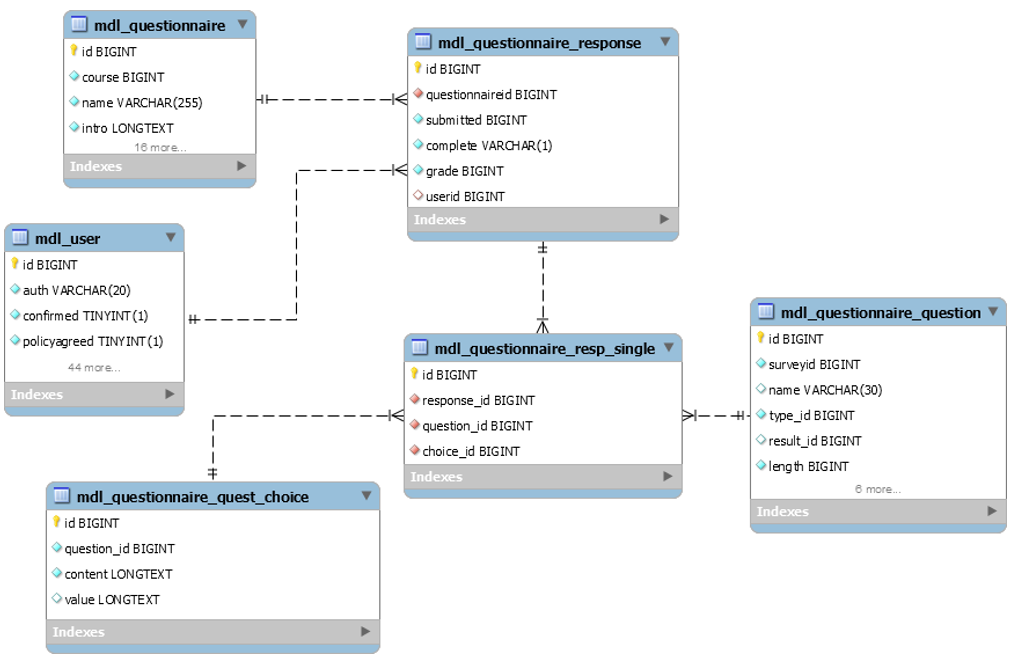 mdl_questionnaire
id BIGINT
course BIGINT
name VARCHAR(255)
intro LONGTEXT
16 more...
Indexes
mdl_questionnaire_response
id BIGINT
questionnaireid BIGINT
submitted BIGINT
complete VARCHAR(1)
grade BIGINT
userid BIGINT
Indexes
mdl_user
id BIGINT
auth VARCHAR(20)
confirmed TINYINT(1)
policyagreed TINYINT(1)
44 more...
Indexes
mdl_questionnaire_resp_single
id BIGINT
response_id BIGINT
question_id BIGINT
choice_id BIGINT
Indexes
mdl_questionnaire_question
id BIGINT
surveyid BIGINT
name VARCHAR(30)
type_id BIGINT
result_id BIGINT
length BIGINT
6 more...
Indexes
mdl_questionnaire_quest_choice
id BIGINT
question_id BIGINT
content LONGTEXT
value LONGTEXT
Indexes